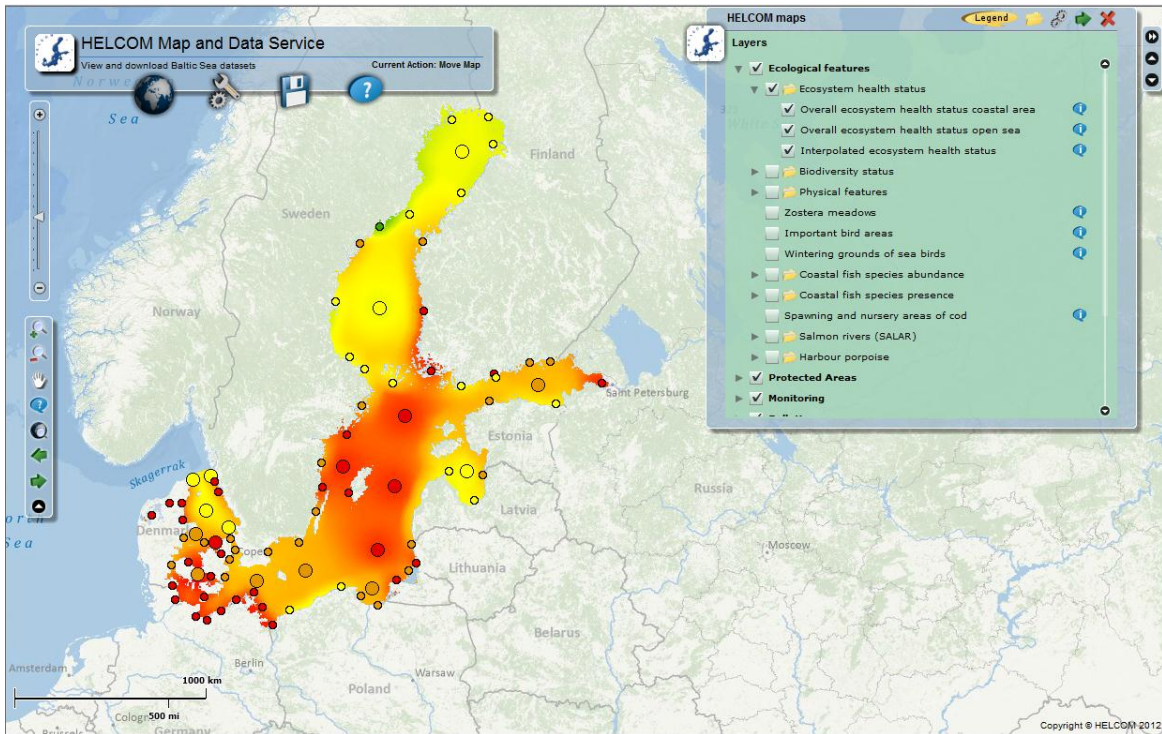 HELCOM Map and Data Service
View and download Baltic Sea datasets
Current Action: Move Map
HELCOM maps
Legend
Layers
Ecological features
Ecosystem health status
Overall ecosystem health status coastal area
Overall ecosystem health status open sea
Interpolated ecosystem health status
Biodiversity status
Physical features
Zostera meadows
Important bird areas
Wintering grounds of sea birds
Coastal fish species abundance
Coastal fish species presence
Spawning and nursery areas of cod
Salmon rivers (SALAR)
Harbour porpoise
Protected Areas
Monitoring
Sea
Finland
Sweden
Norway
Saint Petersburg
Estonia
Skagerrak
Latvia
Russia
Denmark
Sea
Moscow
Lithuania
Belarus
Amsterdam
Berlin
Warsaw
Poland
1000 km
500 mi
Germany
Copyright © HELCOM 2012